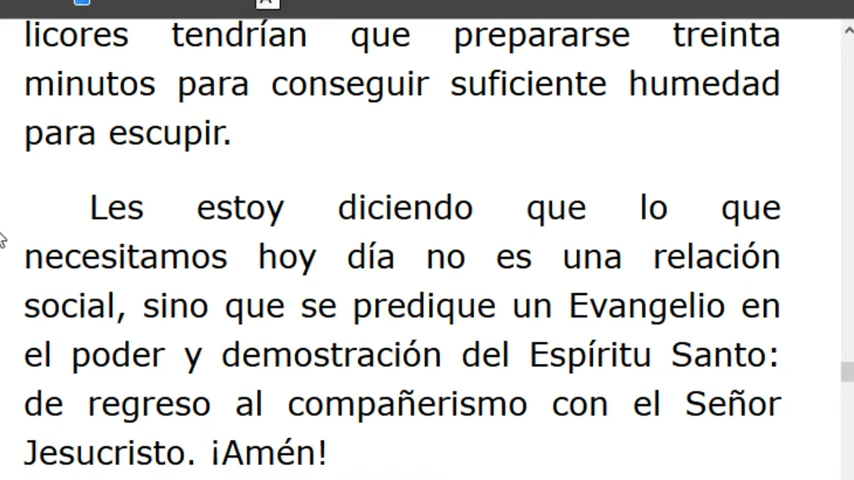 licores tendrían que prepararse treinta
minutos para conseguir suficiente humedad
para escupir.
Les estoy diciendo que lo que
necesitamos hoy día no es una relación
social, sino que se predique un Evangelio en
el poder y demostración del Espíritu Santo:
de regreso al compañerismo con el Señor
Jesucristo. ¡Amén!